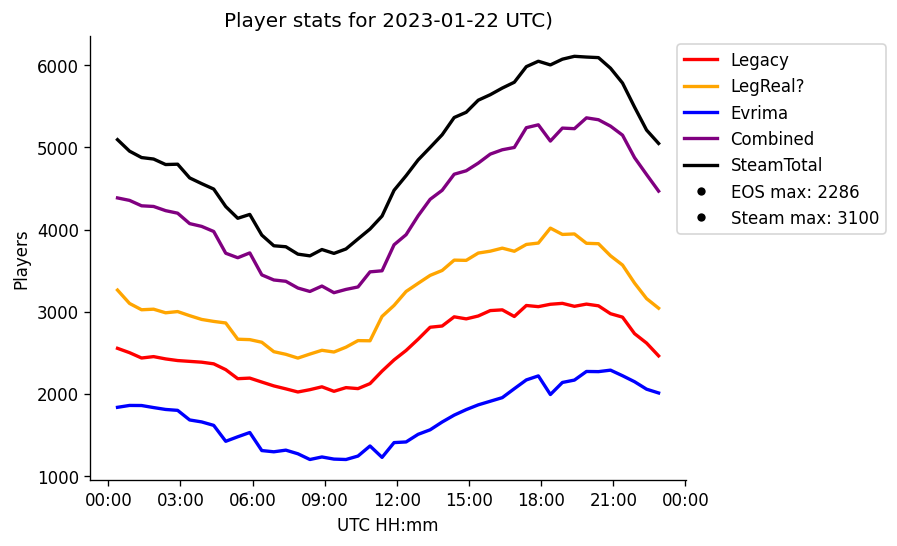 Player stats for 2023-01-22 UTC)
Legacy
LegReal?
Evrima
Combined
SteamTotal
EOS max: 2286
Steam max: 3100
Players
6000
5000
4000
3000
2000
1000
00:00 03:00 06:00 09:00 12:00 15:00 18:00 21:00 00:00
UTC HH:mm